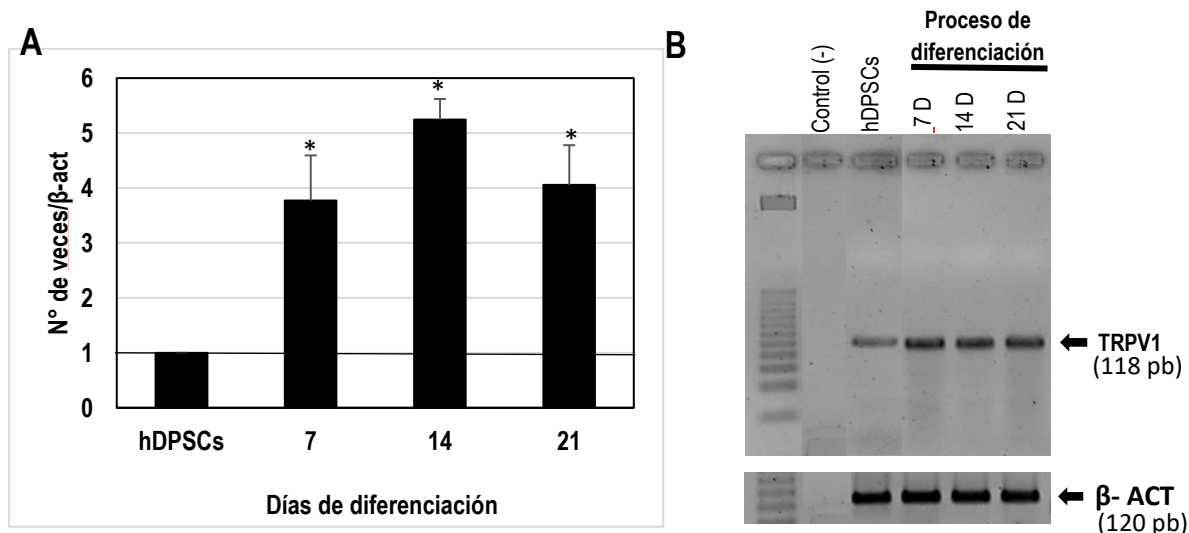 A
N° de veces/β-act
6
5
4
3
2
1
0
*
*
*
hDPSCs 7 14 21
Días de diferenciación
B
Proceso de
diferenciación
Control (-)
hDPSCs
7 D
14 D
21 D
TRPV1
(118 pb)
β- ACT
(120 pb)